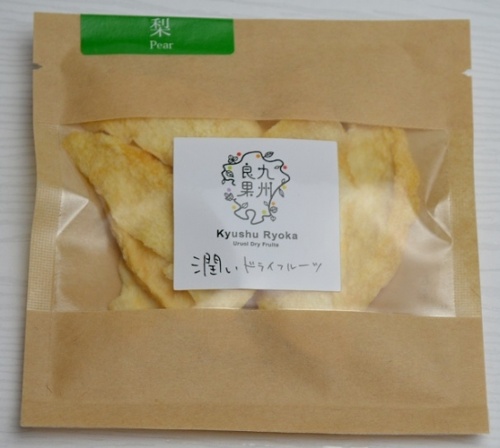 梨
Pear
九州
良果
Kyushu Ryoka
Uruoi Dry Fruits
潤いドライフルーツ